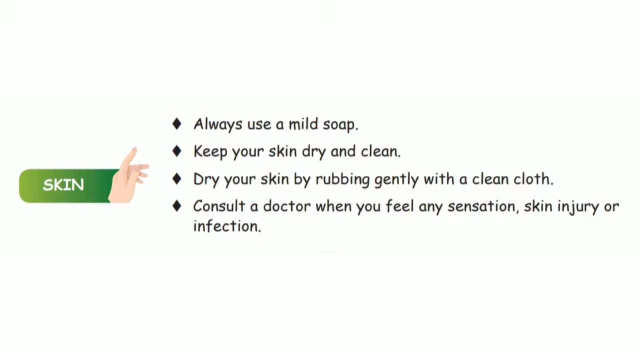 SKIN
♦ Always use a mild soap.
♦ Keep your skin dry and clean.
♦ Dry your skin by rubbing gently with a clean cloth.
♦ Consult a doctor when you feel any sensation, skin injury or
infection.